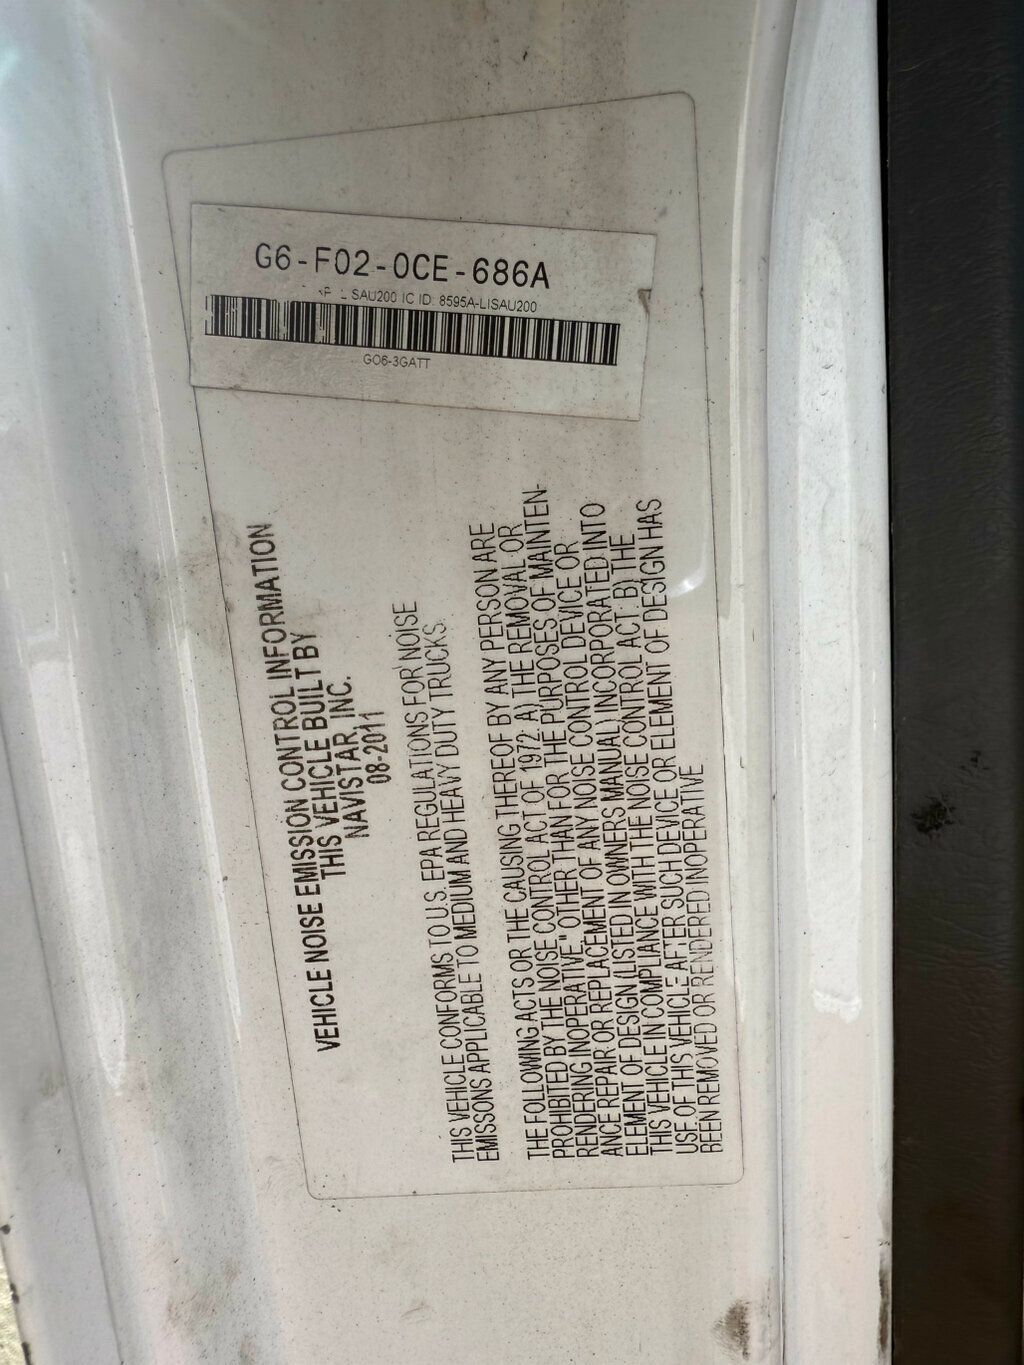 G6-F02-0CE-686A
SAU200 IC ID: 8595A-LISAU200
GO6-3GATT
VEHICLE NOISE EMISSION CONTROL INFORMATION
THIS VEHICLE BUILT BY
NAVISTAR, INC.
08-2011
THIS VEHICLE CONFORMS TO U.S. EPA REGULATIONS FOR NOISE
EMISSONS APPLICABLE TO MEDIUM AND HEAVY DUTY TRUCKS.
THE FOLLOWING ACTS OR THE CAUSING THEREOF BY ANY PERSON ARE
PROHIBITED BY THE NOISE CONTROL ACT OF 1972. A) THE REMOVAL OR
RENDERING INOPERATIVE" OTHER THAN FOR THE PURPOSES OF MAINTEN-
ANCE REPAIR OR REPLACEMENT OF ANY NOISE CONTROL DEVICE OR
ELEMENT OF DESIGN (LISTED IN OWNERS MANUAL) INCORPORATED INTO
THIS VEHICLE IN COMPLIANCE WITH THE NOISE CONTROL ACT. B) THE
USE OF THIS VEHICLE AFTER SUCH DEVICE OR ELEMENT OF DESIGN HAS
BEEN REMOVED OR RENDERED INOPERATIVE